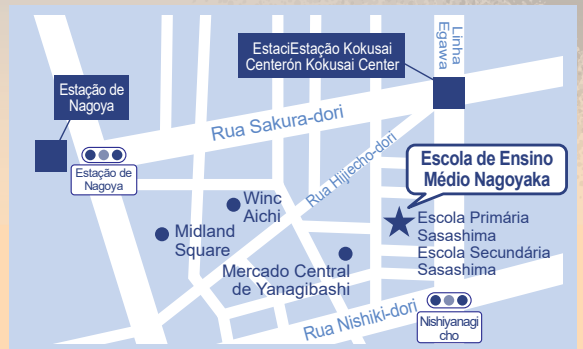 EstaciEstação Kokusai
Centerón Kokusai Center
Linha
Egawa
Estação de
Nagoya
Rua Sakura-dori
Estação de
Nagoya
Rua Hijiecho-dori
Escola de Ensino
Médio Nagoyaka
Winc
Aichi
Midland
Square
Escola Primária
Sasashima
Escola Secundária
Sasashima
Mercado Central
de Yanagibashi
Rua Nishiki-dori
Nishiyanagi
cho